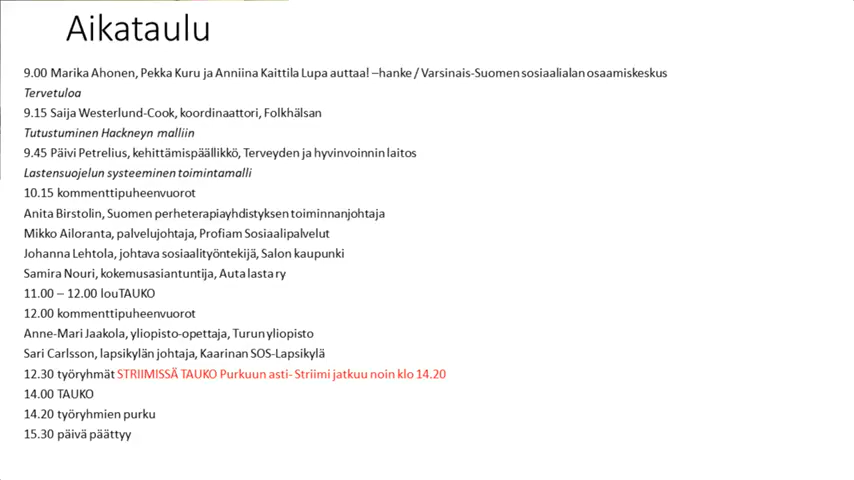 Aikataulu
9.00 Marika Ahonen, Pekka Kuru ja Anniina Kaittila Lupa auttaa! –hanke / Varsinais-Suomen sosiaalialan osaamiskeskus
Tervetuloa
9.15 Saija Westerlund-Cook, koordinaattori, Folkhälsan
Tutustuminen Hackneyn malliin
9.45 Päivi Petrelius, kehittämispäällikkö, Terveyden ja hyvinvoinnin laitos
Lastensuojelun systeeminen toimintamalli
10.15 kommenttipuheenvuorot
Anita Birstolin, Suomen perheterapiayhdistyksen toiminnanjohtaja
Mikko Ailoranta, palvelujohtaja, Profiam Sosiaalipalvelut
Johanna Lehtola, johtava sosiaalityöntekijä, Salon kaupunki
Samira Nouri, kokemusasiantuntija, Auta lasta ry
11.00 – 12.00 louTAUKO
12.00 kommenttipuheenvuorot
Anne-Mari Jaakola, yliopisto-opettaja, Turun yliopisto
Sari Carlsson, lapsikylän johtaja, Kaarinan SOS-Lapsikylä
12.30 työryhmät STRIIMISSÄ TAUKO Purkuun asti- Striimi jatkuu noin klo 14.20
14.00 TAUKO
14.20 työryhmien purku
15.30 päivä päättyy